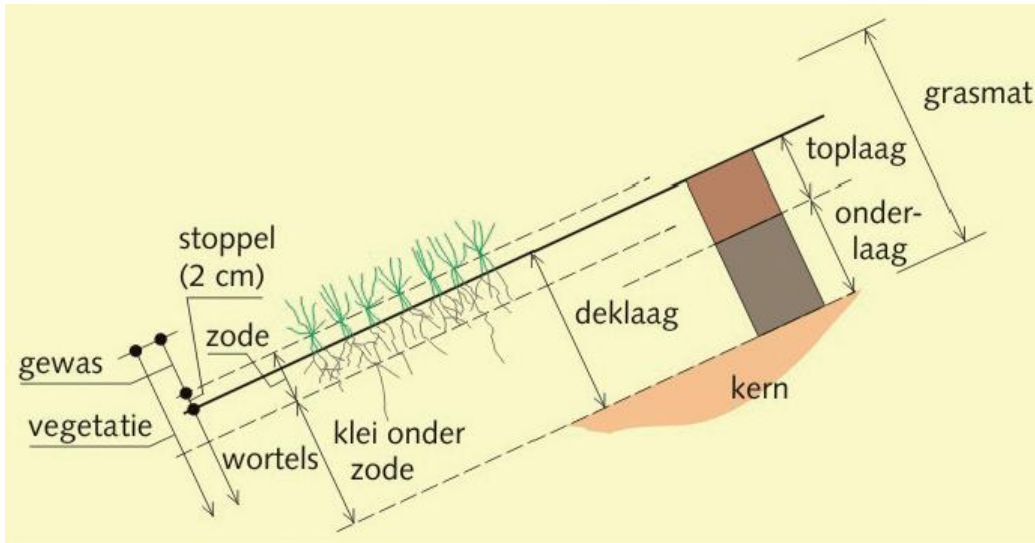 grasmat
toplaag
onder-
laag
stoppel
(2 cm)
zode
deklaag
gewas
kern
vegetatie
klei onder
zode
wortels